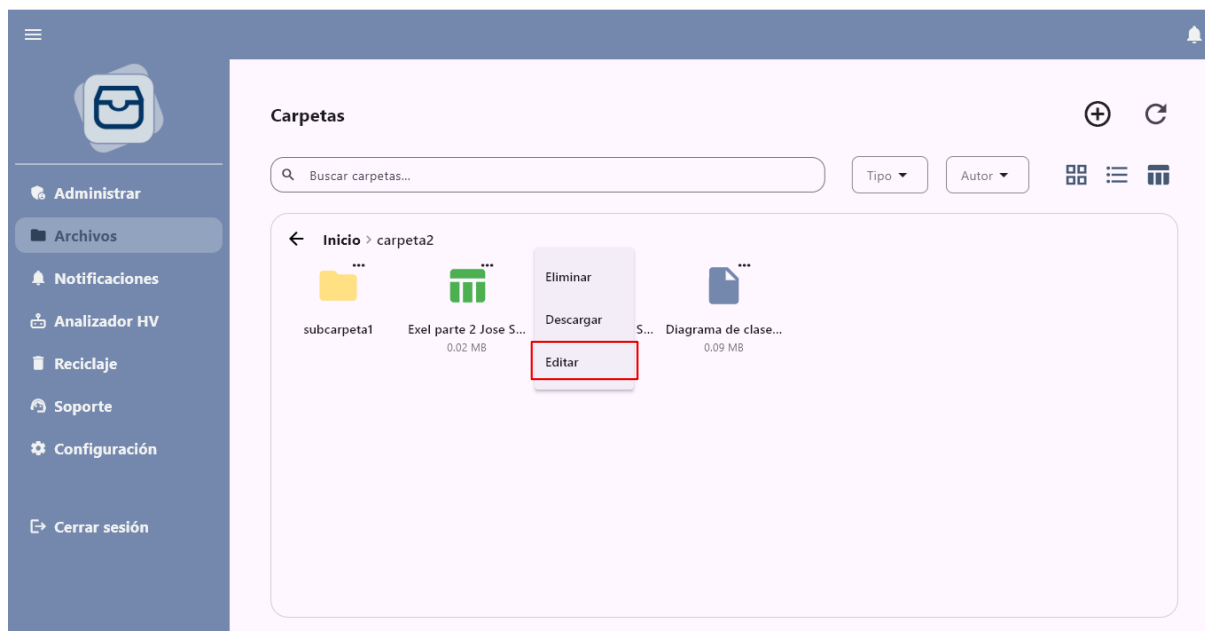 Carpetas
Buscar carpetas...
Tipo
Autor
Administrar
Archivos
Notificaciones
Analizador HV
Reciclaje
Soporte
Configuración
Cerrar sesión
Inicio > carpeta2
Eliminar
Descargar
Editar
subcarpeta1
Exel parte 2 Jose S...
0.02 MB
S...
Diagrama de clase...
0.09 MB